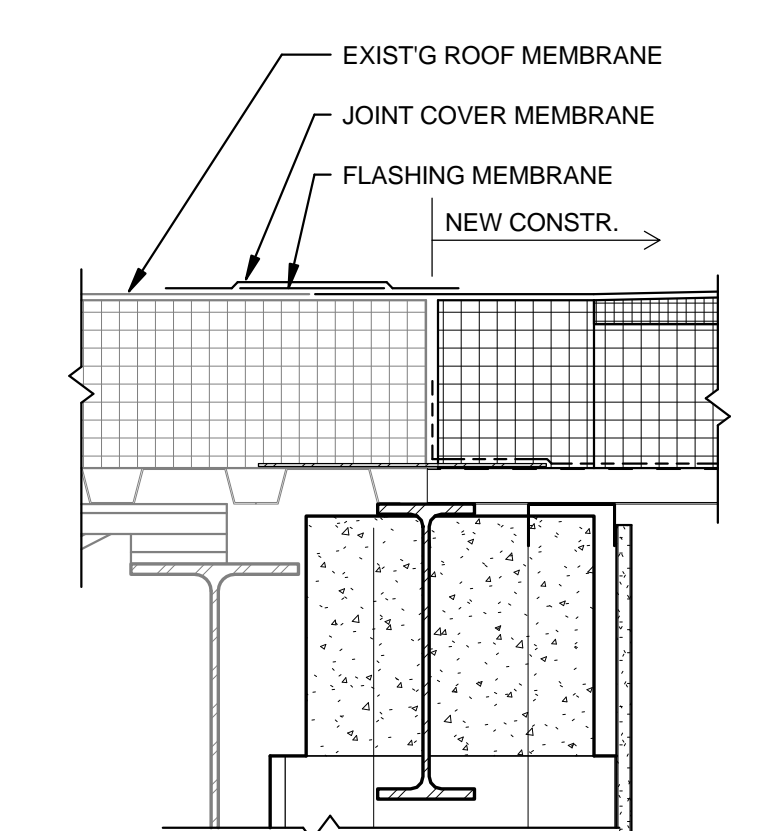 EXIST'G ROOF MEMBRANE
JOINT COVER MEMBRANE
FLASHING MEMBRANE
NEW CONSTR.